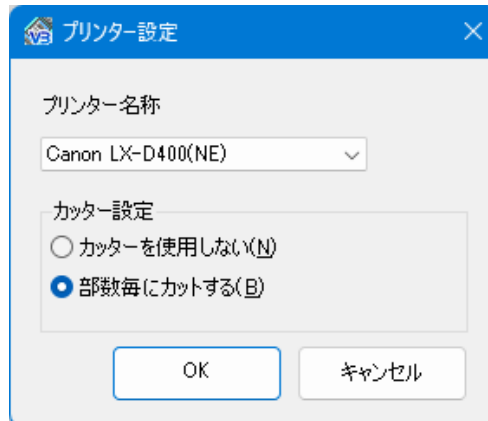 V3 プリンター設定
プリンター名称
Canon LX-D400(NE)
カッター設定
カッターを使用しない(N)
部数毎にカットする(B)
OK キャンセル